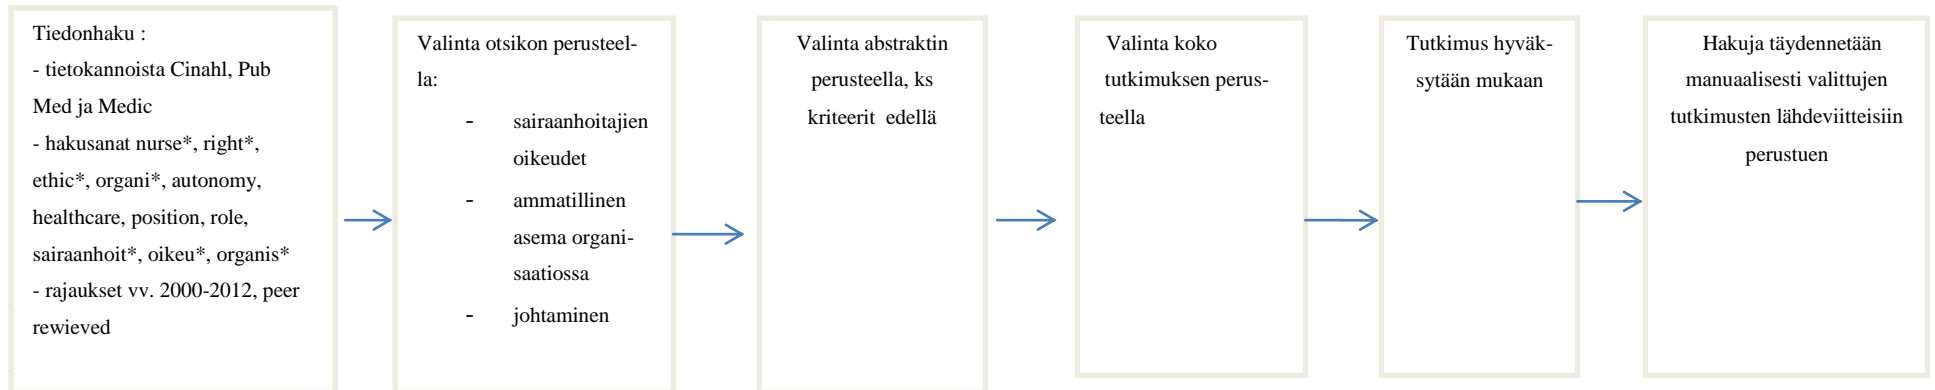 Tiedonhaku :
- tietokannoista Cinahl, Pub
Med ja Medic
- hakusanat nurse*, right*,
ethic*, organi*, autonomy,
healthcare, position, role,
sairaanhoit*, oikeu*, organis*
- rajaukset vv. 2000-2012, peer
rewieved
Valinta otsikon perusteel-
la:
- sairaanhoitajien
oikeudet
- ammatillinen
asema organi-
saatiossa
- johtaminen
Valinta abstraktin
perusteella, ks
kriteerit edellä
Valinta koko
tutkimuksen perus-
teella
Tutkimus hyväk-
sytään mukaan
Hakuja täydennetään
manuaalisesti valittujen
tutkimusten lähdeviitteisiin
perustuen